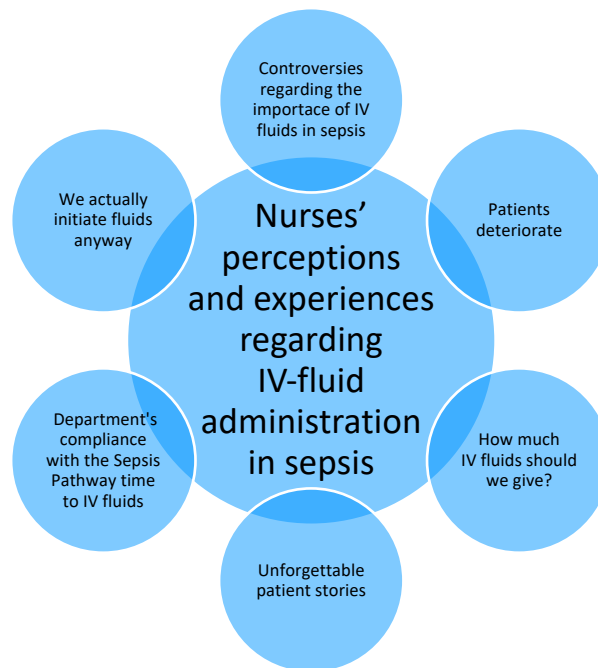 Controversies
regarding the
importace of IV
fluids in sepsis
We actually
initiate fluids
anyway
Patients
deteriorate
Nurses’
perceptions
and experiences
regarding
IV-fluid
administration
in sepsis
Department's
compliance
with the Sepsis
Pathway time
to IV fluids
How much
IV fluids should
we give?
Unforgettable
patient stories